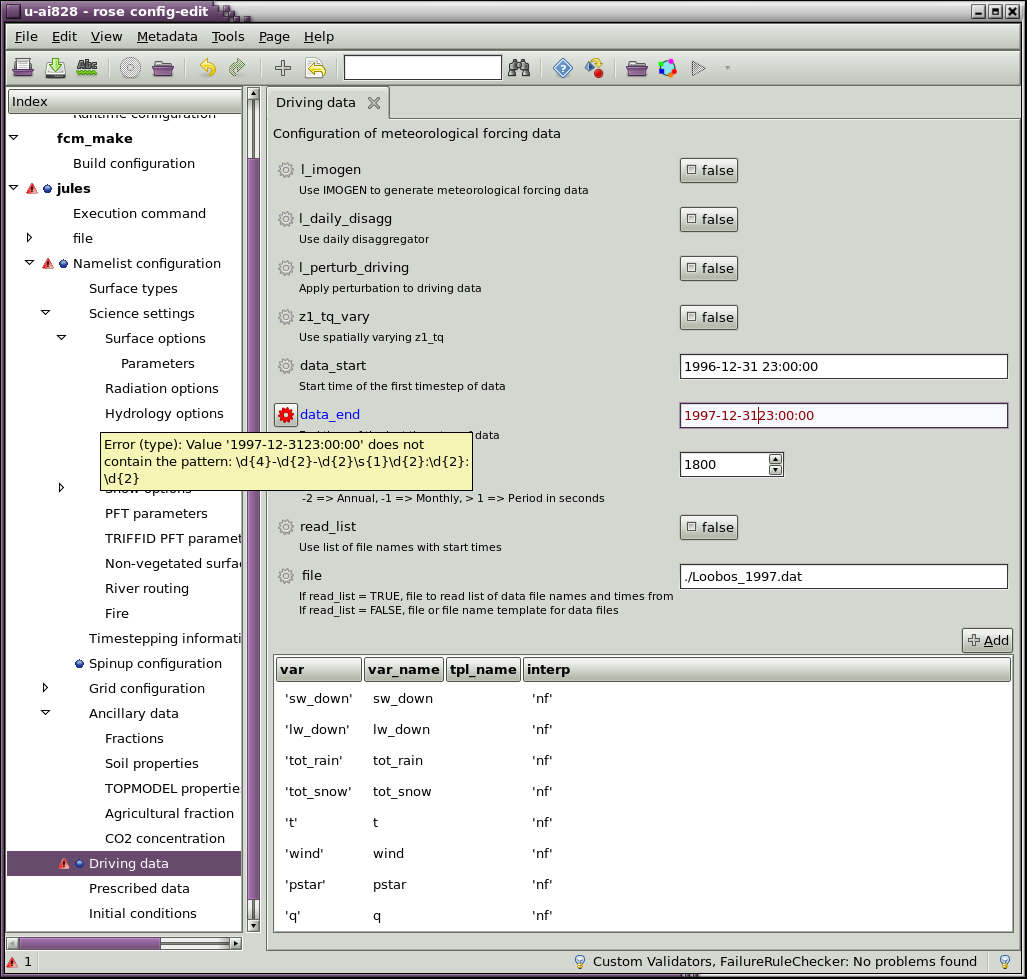 u-ai828 - rose config-edit
File Edit View Metadata Tools Page Help
Abc
Index
Runtime configuration
fcm_make
Build configuration
jules
Execution command
file
Namelist configuration
Surface types
Science settings
Surface options
Parameters
Radiation options
Hydrology options
Show options
PFT parameters
TRIFFID PFT paramet
Non-vegetated surfa
River routing
Fire
Timestepping informati
Spinup configuration
Grid configuration
Ancillary data
Fractions
Soil properties
TOPMODEL propertie
Agricultural fraction
CO2 concentration
Driving data
Prescribed data
Initial conditions
Driving data
Configuration of meteorological forcing data
l_imogen false
Use IMOGEN to generate meteorological forcing data
l_daily_disagg false
Use daily disaggregator
l_perturb_driving false
Apply perturbation to driving data
z1_tq_vary false
Use spatially varying z1_tq
data_start 1996-12-31 23:00:00
Start time of the first timestep of data
data_end 1997-12-3123:00:00
data
Error (type): Value '1997-12-3123:00:00' does not
contain the pattern: \d{4}-\d{2}-\d{2}\s{1}\d{2}:\d{2}:
\d{2}
1800
-2 => Annual, -1 => Monthly, > 1 => Period in seconds
read_list false
Use list of file names with start times
file ./Loobos_1997.dat
If read_list = TRUE, file to read list of data file names and times from
If read_list = FALSE, file or file name template for data files
Add
var var_name tpl_name interp
'sw_down' sw_down 'nf'
'lw_down' lw_down 'nf'
'tot_rain' tot_rain 'nf'
'tot_snow' tot_snow 'nf'
't' t 'nf'
'wind' wind 'nf'
'pstar' pstar 'nf'
'q' q 'nf'
1
Custom Validators, FailureRuleChecker: No problems found